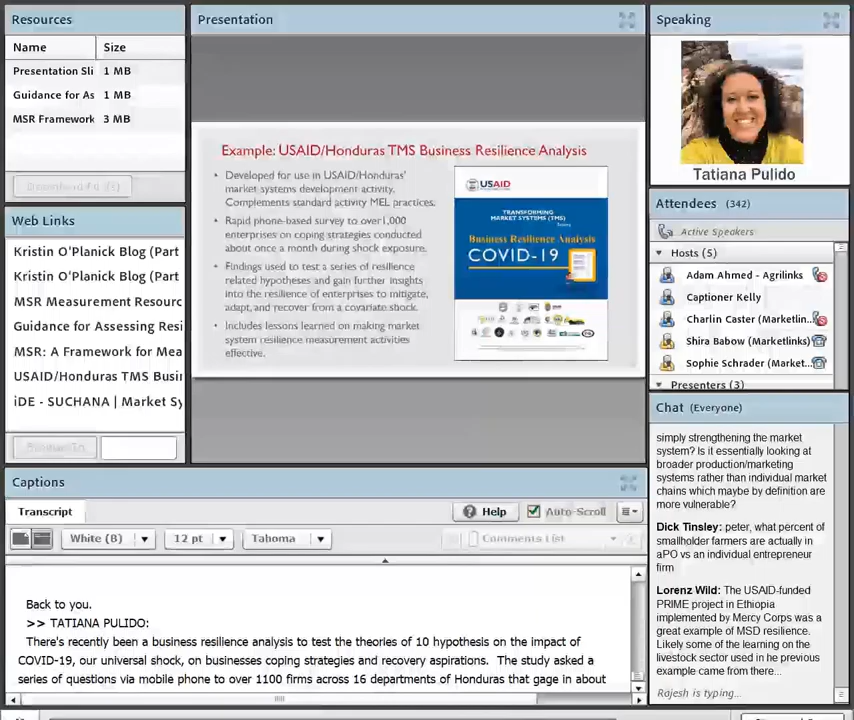 Resources
Name Size
Presentation Sli 1 MB
Guidance for As 1 MB
MSR Framework 3 MB
Web Links
Kristin O'Planick Blog (Part
Kristin O'Planick Blog (Part
MSR Measurement Resourc
Guidance for Assessing Resi
MSR: A Framework for Mea
USAID/Honduras TMS Busin
iDE - SUCHANA | Market Sy
Presentation
Example: USAID/Honduras TMS Business Resilience Analysis
• Developed for use in USAID/Honduras'
market systems development activity.
Complements standard activity MEL practices.
• Rapid phone-based survey to over1,000
enterprises on coping strategies conducted
about once a month during shock exposure.
• Findings used to test a series of resilience
related hypotheses and gain further insights
into the resilience of enterprises to mitigate,
adapt, and recover from a covariate shock.
• Includes lessons learned on making market
system resilience measurement activities
effective.
USAID
TRANSFORMING
MARKET SYSTEMS (TMS)
Business Resilience Analysis
COVID-19
Speaking
Tatiana Pulido
Attendees (342)
Active Speakers
Hosts (5)
Adam Ahmed - Agrilinks
Captioner Kelly
Charlin Caster (Marketlin...
Shira Babow (Marketlinks)
Sophie Schrader (Market...
Presenters (3)
Chat (Everyone)
simply strengthening the market
system? Is it essentially looking at
broader production/marketing
systems rather than individual market
chains which maybe by definition are
more vulnerable?
Dick Tinsley: peter, what percent of
smallholder farmers are actually in
aPO vs an individual entrepreneur
firm
Lorenz Wild: The USAID-funded
PRIME project in Ethiopia
implemented by Mercy Corps was a
great example of MSD resilience.
Likely some of the learning on the
livestock sector used in he previous
example came from there...
Rajesh is typing...
Captions
Transcript Help Auto-Scroll
White (B) 12 pt Tahoma Comments List
Back to you.
>> TATIANA PULIDO:
There's recently been a business resilience analysis to test the theories of 10 hypothesis on the impact of
COVID-19, our universal shock, on businesses coping strategies and recovery aspirations. The study asked a
series of questions via mobile phone to over 1100 firms across 16 departments of Honduras that gage in about